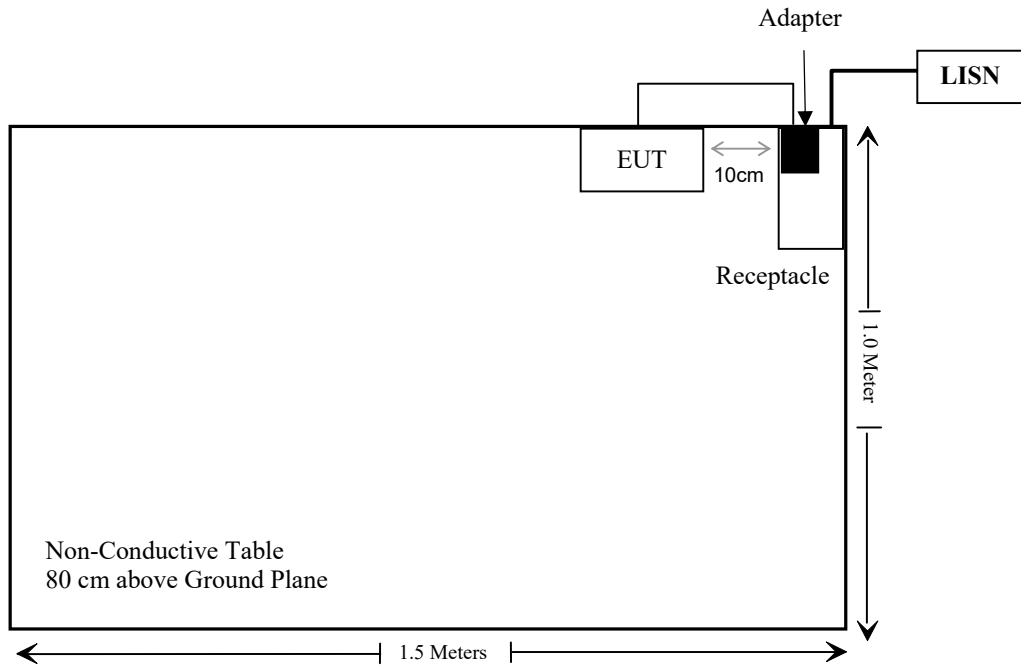 Adapter
LISN
EUT
10cm
Receptacle
1.0 Meter
Non-Conductive Table
80 cm above Ground Plane
1.5 Meters